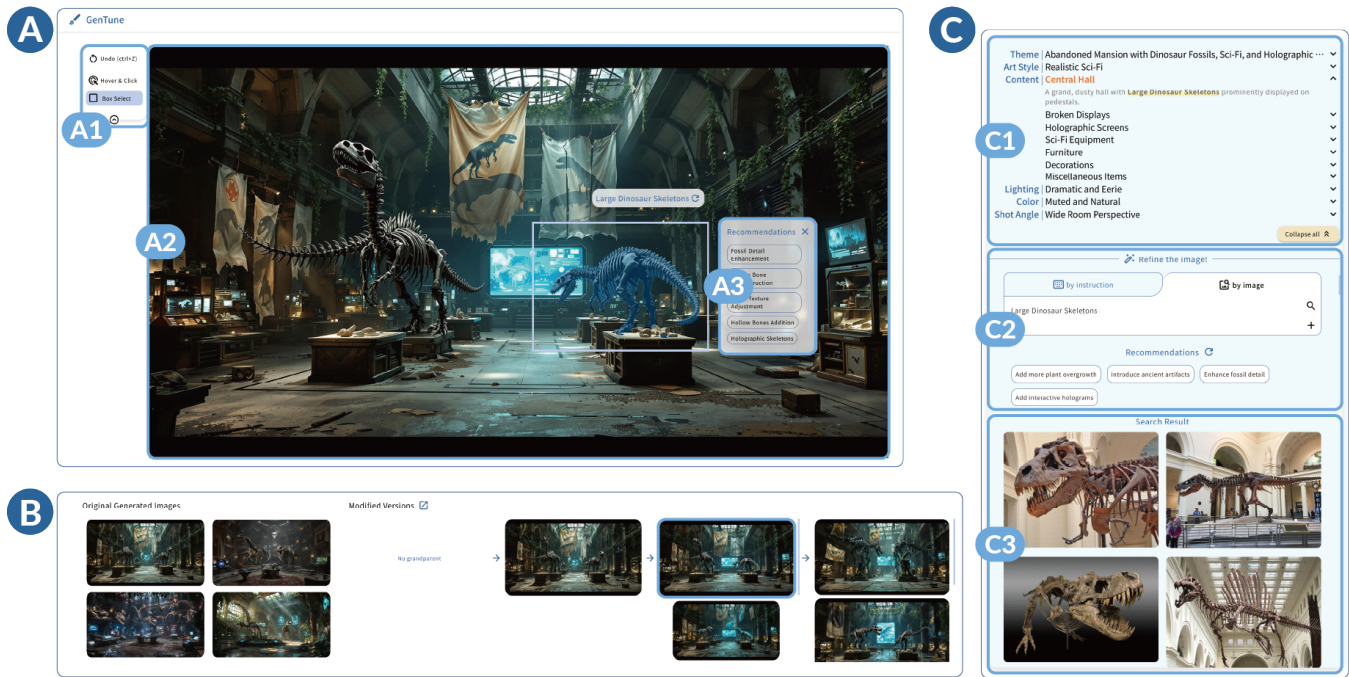 A
GenTune
Undo (ctrl+Z)
Hover & Click
Box Select
A1
A2
Large Dinosaur Skeletons
Recommendations
Fossil Detail
Enhancement
Bone
A3
Texture
Adjustment
Hollow Bones Addition
Holographic Skeletons
B
Original Generated Images
Modified Versions
No grandparent
C
Theme Abandoned Mansion with Dinosaur Fossils, Sci-Fi, and Holographic ···
Art Style Realistic Sci-Fi
Content Central Hall
A grand, dusty hall with Large Dinosaur Skeletons prominently displayed on
pedestals.
Broken Displays
C1
Holographic Screens
Sci-Fi Equipment
Furniture
Decorations
Miscellaneous Items
Lighting Dramatic and Eerie
Color Muted and Natural
Shot Angle Wide Room Perspective
Collapse all
Refine the image!
by instruction
by image
Large Dinosaur Skeletons
C2
Recommendations
Add more plant overgrowth
Introduce ancient artifacts
Enhance fossil detail
Add interactive holograms
Search Result
C3